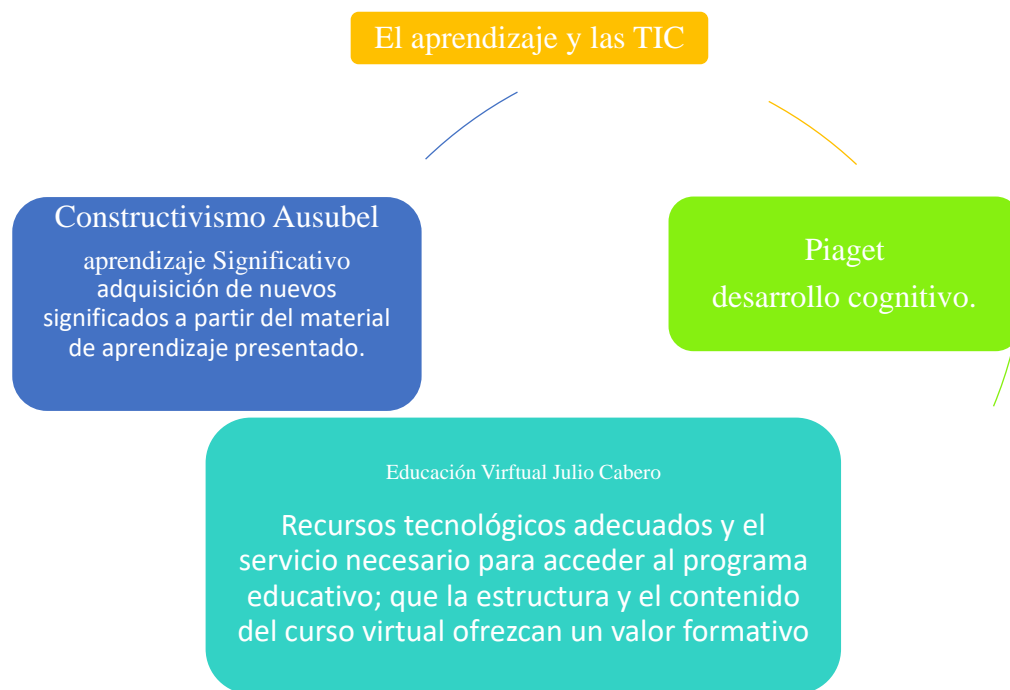 El aprendizaje y las TIC
Constructivismo Ausubel
aprendizaje Significativo
adquisición de nuevos
significados a partir del material
de aprendizaje presentado.
Piaget
desarrollo cognitivo.
Educación Virftual Julio Cabero
Recursos tecnológicos adecuados y el
servicio necesario para acceder al programa
educativo; que la estructura y el contenido
del curso virtual ofrezcan un valor formativo